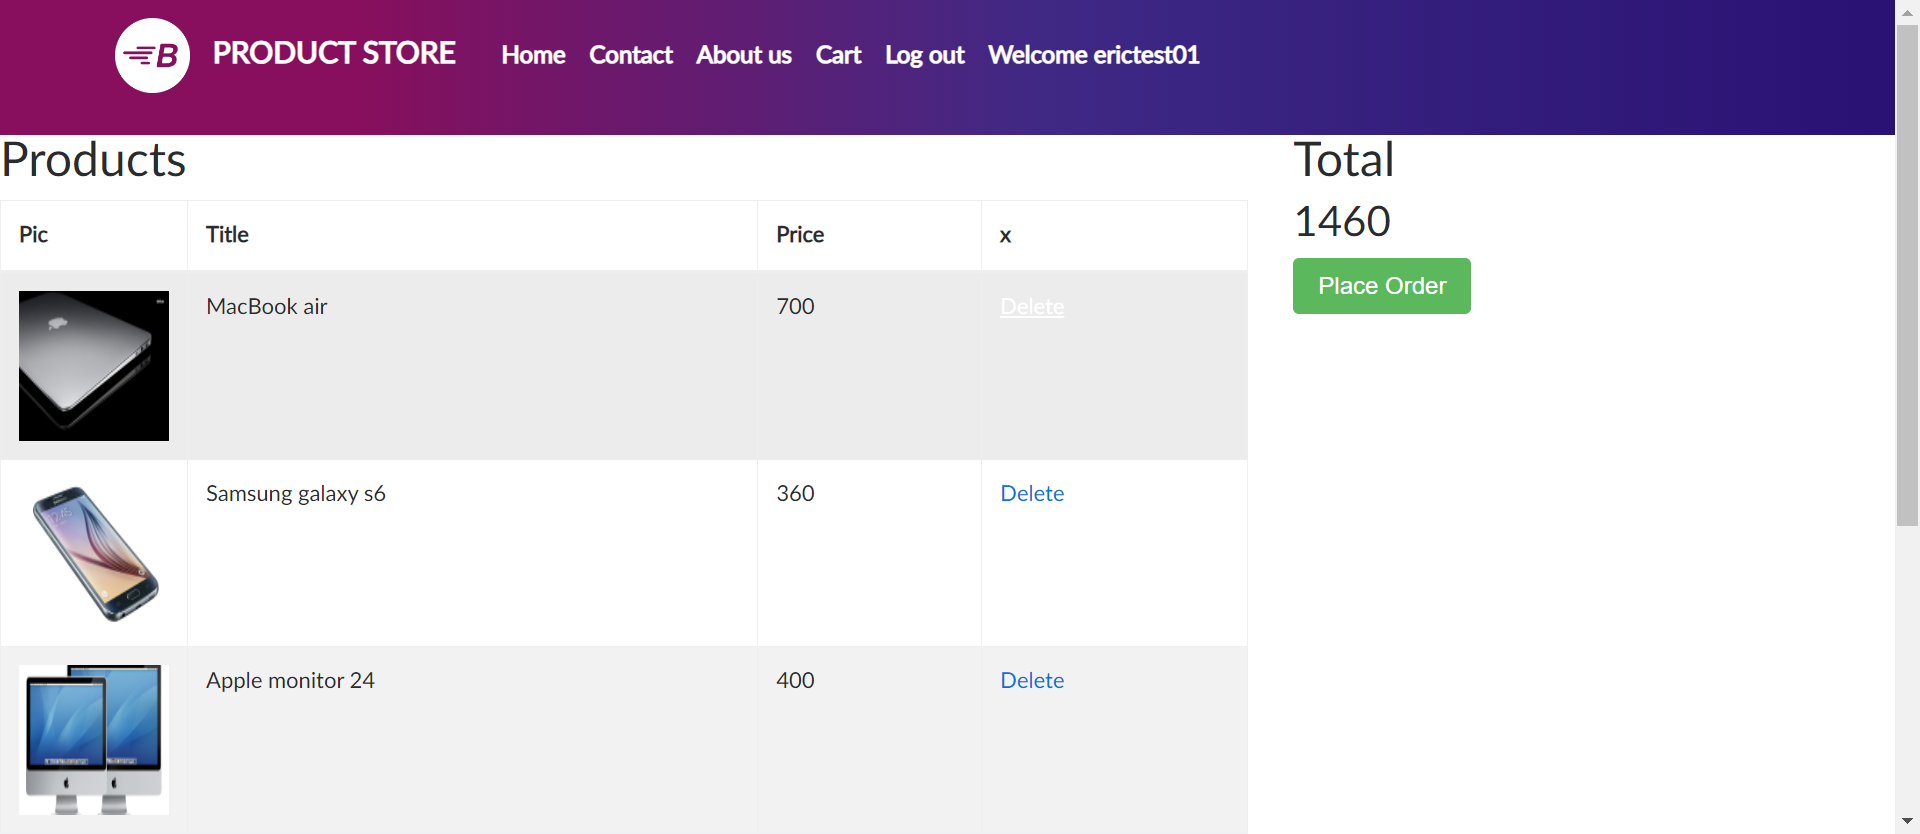 B PRODUCT STORE Home Contact About us Cart Log out Welcome erictest01
Products
Total
1460
Place Order
Pic Title Price x
MacBook air 700 Delete
Samsung galaxy s6 360 Delete
Apple monitor 24 400 Delete